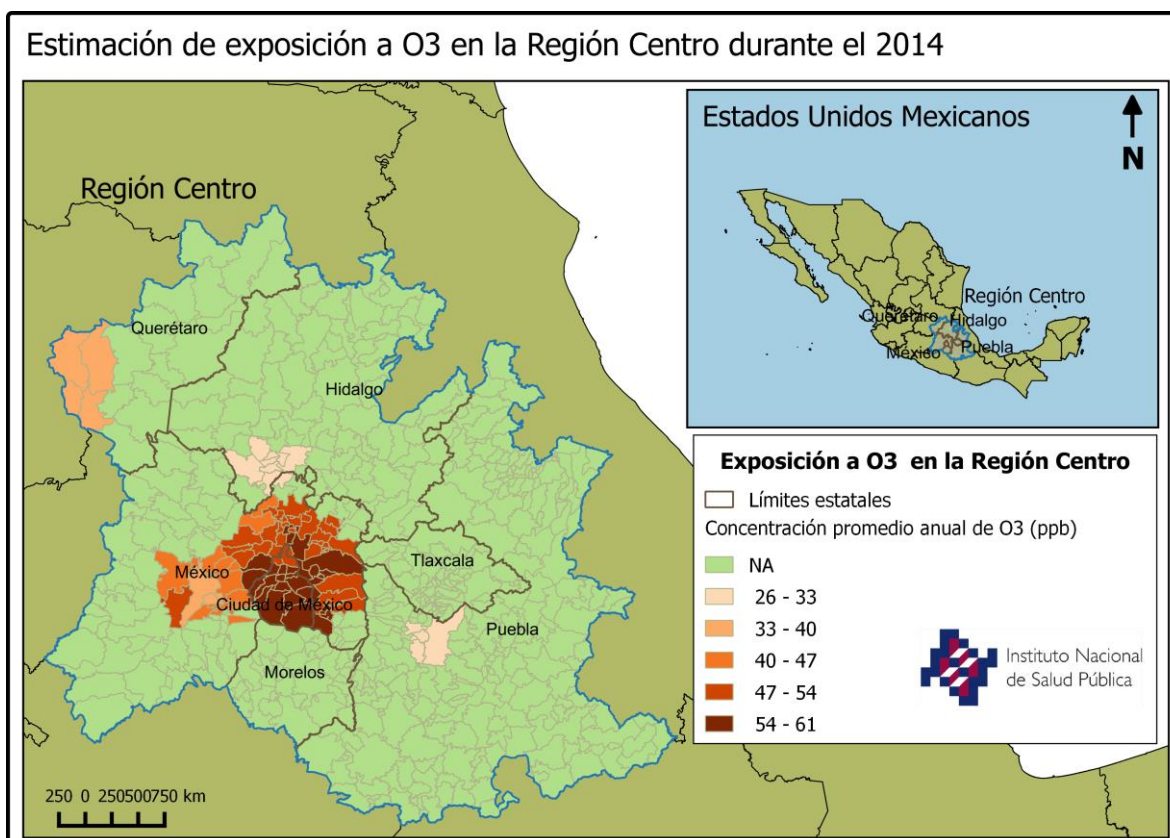 Estimación de exposición a O3 en la Región Centro durante el 2014
Región Centro
Querétaro
Hidalgo
México
Ciudad de México
Tlaxcala
Puebla
Morelos
250 0 250500750 km
Estados Unidos Mexicanos
N
Región Centro
Querétaro
Hidalgo
México
Puebla
Exposición a O3 en la Región Centro
Límites estatales
Concentración promedio anual de O3 (ppb)
NA
26 - 33
33 - 40
40 - 47
47 - 54
54 - 61
Instituto Nacional
de Salud Pública